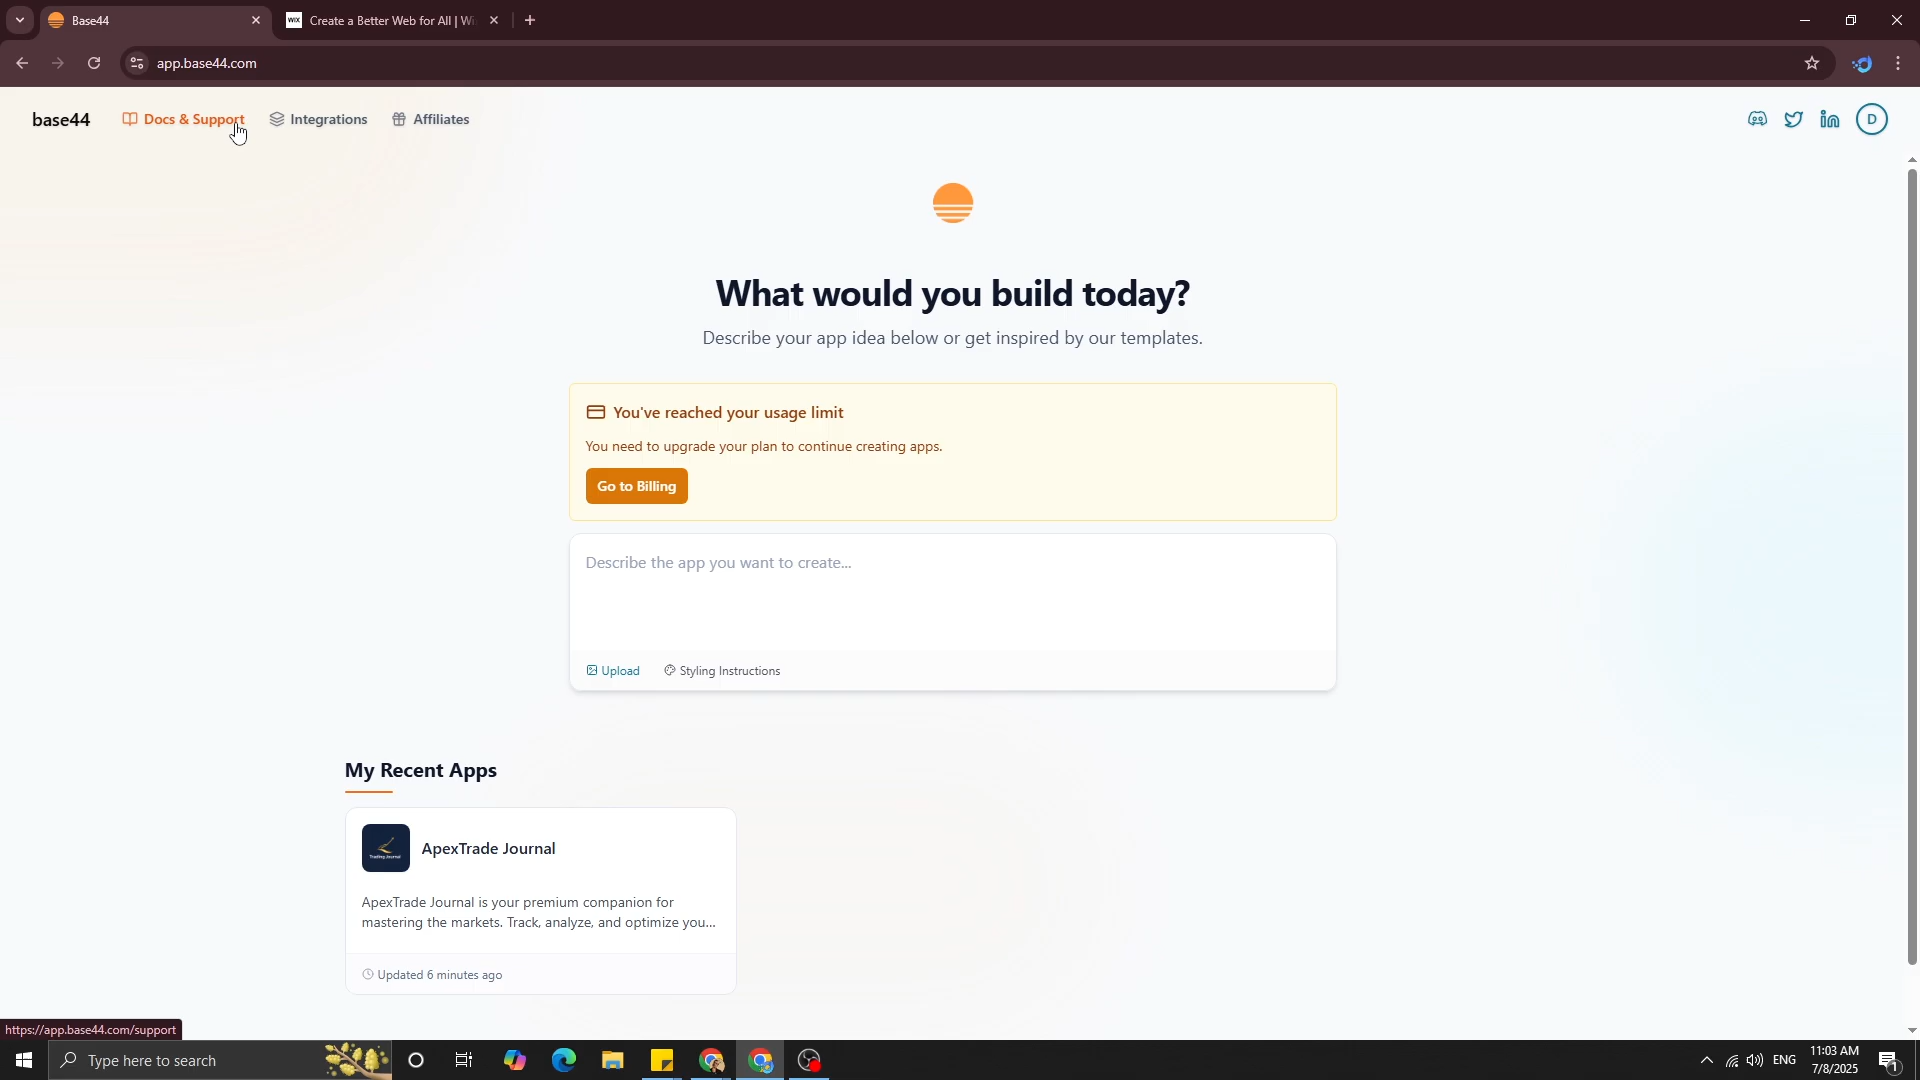 Base44
WIX
Create a Better Web for All | Wi
app.base44.com
base44
Docs & Support
Integrations
Affiliates
D
What would you build today?
Describe your app idea below or get inspired by our templates.
You've reached your usage limit
You need to upgrade your plan to continue creating apps.
Go to Billing
Describe the app you want to create...
Upload
Styling Instructions
My Recent Apps
Trading Journal
ApexTrade Journal
ApexTrade Journal is your premium companion for
mastering the markets. Track, analyze, and optimize you...
Updated 6 minutes ago
https://app.base44.com/support
Type here to search
ENG
11:03 AM
7/8/2025
1